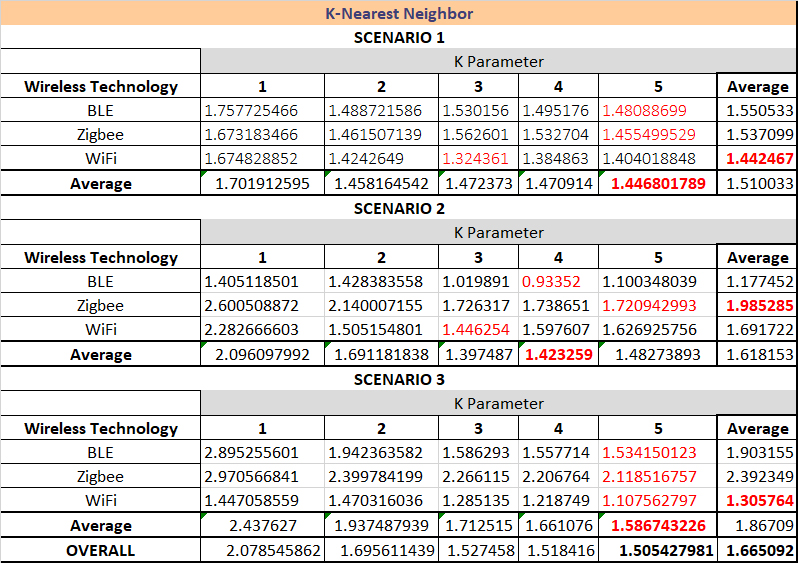 K-Nearest Neighbor
SCENARIO 1
K Parameter
Wireless Technology 1 2 3 4 5 Average
BLE 1.757725466 1.488721586 1.530156 1.495176 1.48088699 1.550533
Zigbee 1.673183466 1.461507139 1.562601 1.532704 1.455499529 1.537099
WiFi 1.674828852 1.4242649 1.324361 1.384863 1.404018848 1.442467
Average 1.701912595 1.458164542 1.472373 1.470914 1.446801789 1.510033
SCENARIO 2
K Parameter
Wireless Technology 1 2 3 4 5 Average
BLE 1.405118501 1.428383558 1.019891 0.93352 1.100348039 1.177452
Zigbee 2.600508872 2.140007155 1.726317 1.738651 1.720942993 1.985285
WiFi 2.282666603 1.505154801 1.446254 1.597607 1.626925756 1.691722
Average 2.096097992 1.691181838 1.397487 1.423259 1.48273893 1.618153
SCENARIO 3
K Parameter
Wireless Technology 1 2 3 4 5 Average
BLE 2.895255601 1.942363582 1.586293 1.557714 1.534150123 1.903155
Zigbee 2.970566841 2.399784199 2.266115 2.206764 2.118516757 2.392349
WiFi 1.447058559 1.470316036 1.285135 1.218749 1.107562797 1.305764
Average 2.437627 1.937487939 1.712515 1.661076 1.586743226 1.86709
OVERALL 2.078545862 1.695611439 1.527458 1.518416 1.505427981 1.665092